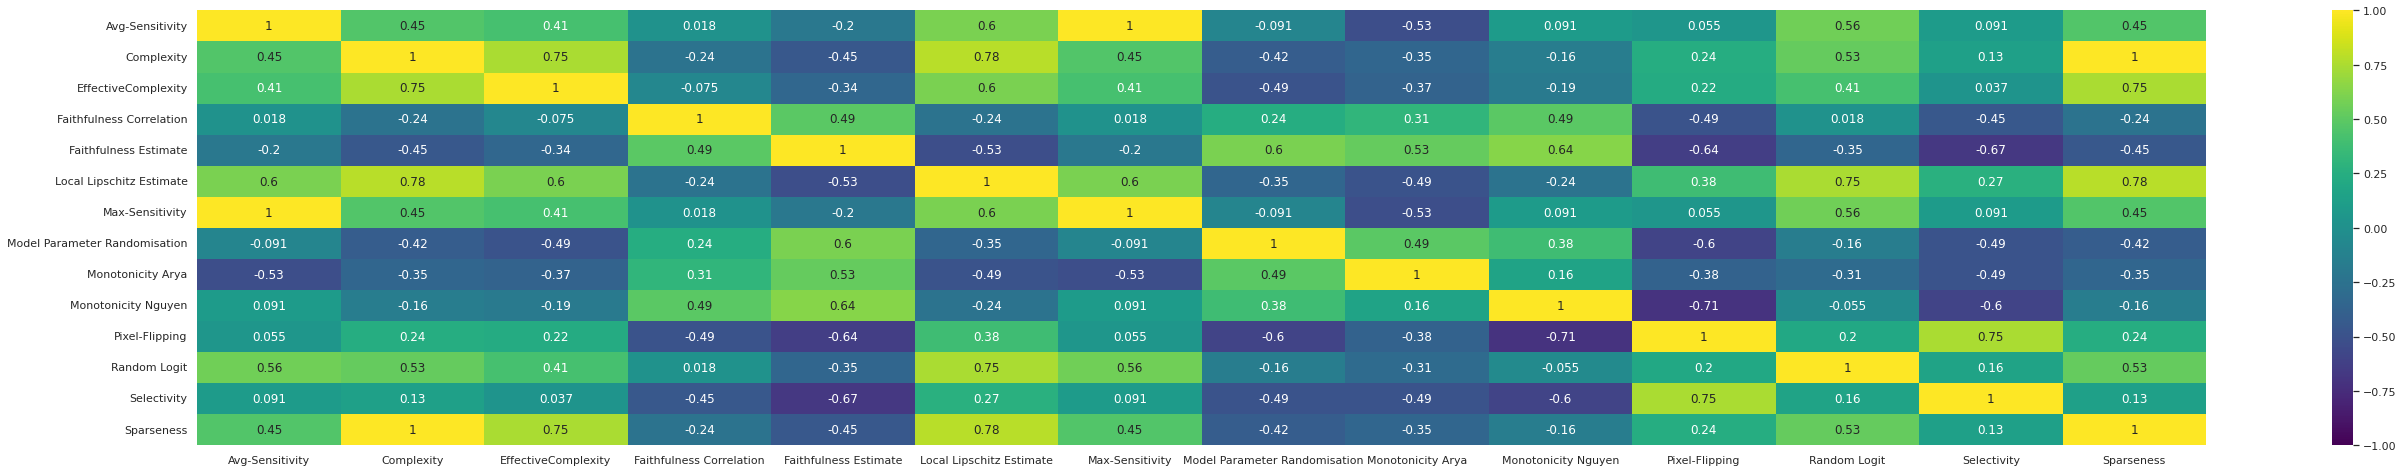 Avg-Sensitivity 1 0.45 0.41 0.018 -0.2 0.6 1 -0.091 -0.53 0.091 0.055 0.56 0.091 0.45 1.00
Complexity 0.45 1 0.75 -0.24 -0.45 0.78 0.45 -0.42 -0.35 -0.16 0.24 0.53 0.13 1 0.75
EffectiveComplexity 0.41 0.75 1 -0.075 -0.34 0.6 0.41 -0.49 -0.37 -0.19 0.22 0.41 0.037 0.75
Faithfulness Correlation 0.018 -0.24 -0.075 1 0.49 -0.24 0.018 0.24 0.31 0.49 -0.49 0.018 -0.45 -0.24 0.50
Faithfulness Estimate -0.2 -0.45 -0.34 0.49 1 -0.53 -0.2 0.6 0.53 0.64 -0.64 -0.35 -0.67 -0.45
Local Lipschitz Estimate 0.6 0.78 0.6 -0.24 -0.53 1 0.6 -0.35 -0.49 -0.24 0.38 0.75 0.27 0.78 0.25
Max-Sensitivity 1 0.45 0.41 0.018 -0.2 0.6 1 -0.091 -0.53 0.091 0.055 0.56 0.091 0.45 0.00
Model Parameter Randomisation -0.091 -0.42 -0.49 0.24 0.6 -0.35 -0.091 1 0.49 0.38 -0.6 -0.16 -0.49 -0.42
Monotonicity Arya -0.53 -0.35 -0.37 0.31 0.53 -0.49 -0.53 0.49 1 0.16 -0.38 -0.31 -0.49 -0.35 -0.25
Monotonicity Nguyen 0.091 -0.16 -0.19 0.49 0.64 -0.24 0.091 0.38 0.16 1 -0.71 -0.055 -0.6 -0.16
Pixel-Flipping 0.055 0.24 0.22 -0.49 -0.64 0.38 0.055 -0.6 -0.38 -0.71 1 0.2 0.75 0.24 -0.50
Random Logit 0.56 0.53 0.41 0.018 -0.35 0.75 0.56 -0.16 -0.31 -0.055 0.2 1 0.16 0.53
Selectivity 0.091 0.13 0.037 -0.45 -0.67 0.27 0.091 -0.49 -0.49 -0.6 0.75 0.16 1 0.13 -0.75
Sparseness 0.45 1 0.75 -0.24 -0.45 0.78 0.45 -0.42 -0.35 -0.16 0.24 0.53 0.13 1 -1.00
Avg-Sensitivity Complexity EffectiveComplexity Faithfulness Correlation Faithfulness Estimate Local Lipschitz Estimate Max-Sensitivity Model Parameter Randomisation Monotonicity Arya Monotonicity Nguyen Pixel-Flipping Random Logit Selectivity Sparseness